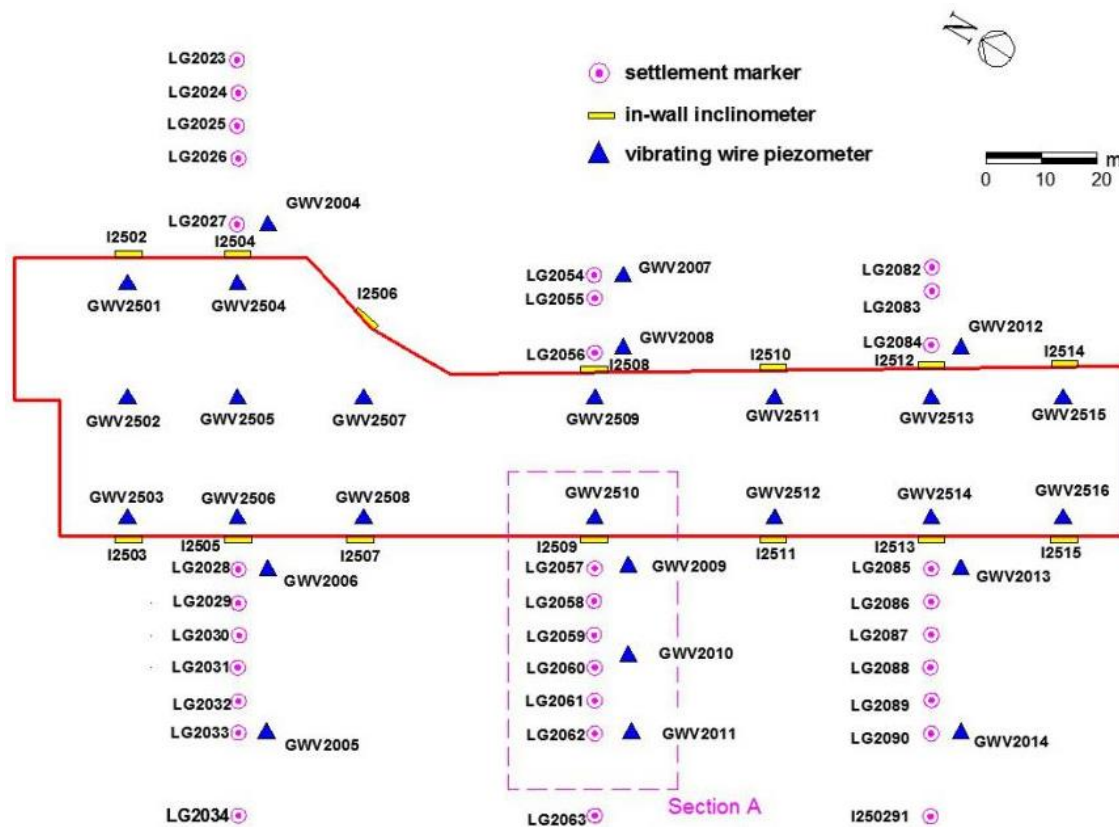 N
LG2023
LG2024
LG2025
LG2026
LG2027
GWV2004
settlement marker
in-wall inclinometer
vibrating wire piezometer
m
0 10 20
I2502
I2504
GWV2501
GWV2504
I2506
LG2054
GWV2007
LG2055
LG2056
GWV2008
I2508
I2510
LG2082
LG2083
LG2084
GWV2012
I2512
I2514
GWV2502
GWV2505
GWV2507
GWV2509
GWV2511
GWV2513
GWV2515
GWV2503
GWV2506
GWV2508
GWV2510
GWV2512
GWV2514
GWV2516
I2503
I2505
I2507
I2509
I2511
I2513
I2515
LG2028
GWV2006
LG2029
LG2030
LG2031
LG2032
LG2033
GWV2005
LG2034
LG2057
GWV2009
LG2058
LG2059
GWV2010
LG2060
LG2061
LG2062
GWV2011
Section A
LG2063
LG2085
GWV2013
LG2086
LG2087
LG2088
LG2089
LG2090
GWV2014
I250291